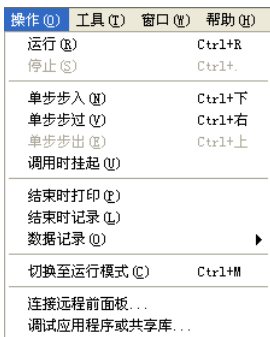 操作(O) 工具(T) 窗口(W) 帮助(H)
运行(R) Ctrl+R
停止(S) Ctrl+.
单步步入(N) Ctrl+下
单步步过(V) Ctrl+右
单步步出(E) Ctrl+上
调用时挂起(U)
结束时打印(P)
结束时记录(L)
数据记录(O)
切换至运行模式(C) Ctrl+M
连接远程前面板...
调试应用程序或共享库...